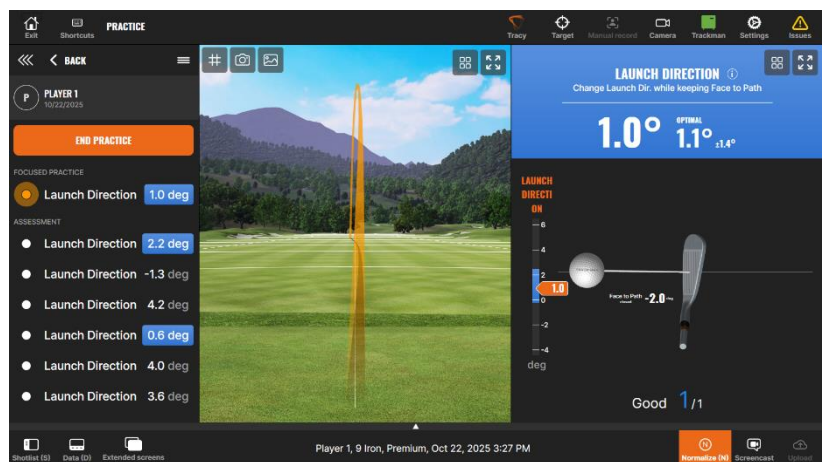 Exit
Shortcuts
PRACTICE
Tracy
Target
Manual record
Camera
Trackman
Settings
Issues
BACK
P
PLAYER 1
10/22/2025
END PRACTICE
FOCUSED PRACTICE
Launch Direction 1.0 deg
ASSESSMENT
Launch Direction 2.2 deg
Launch Direction -1.3 deg
Launch Direction 4.2 deg
Launch Direction 0.6 deg
Launch Direction 4.0 deg
Launch Direction 3.6 deg
LAUNCH DIRECTION
Change Launch Dir. while keeping Face to Path
1.0°
OPTIMAL
1.1° ±1.4°
LAUNCH
DIRECTI
ON
6
4
2
1.0
0
-2
-4
deg
Face to Path
closed
-2.0
Good 1/1
Shotlist (S)
Data (D)
Extended screens
Player 1, 9 Iron, Premium, Oct 22, 2025 3:27 PM
N
Normalize (N)
Screencast
Upload